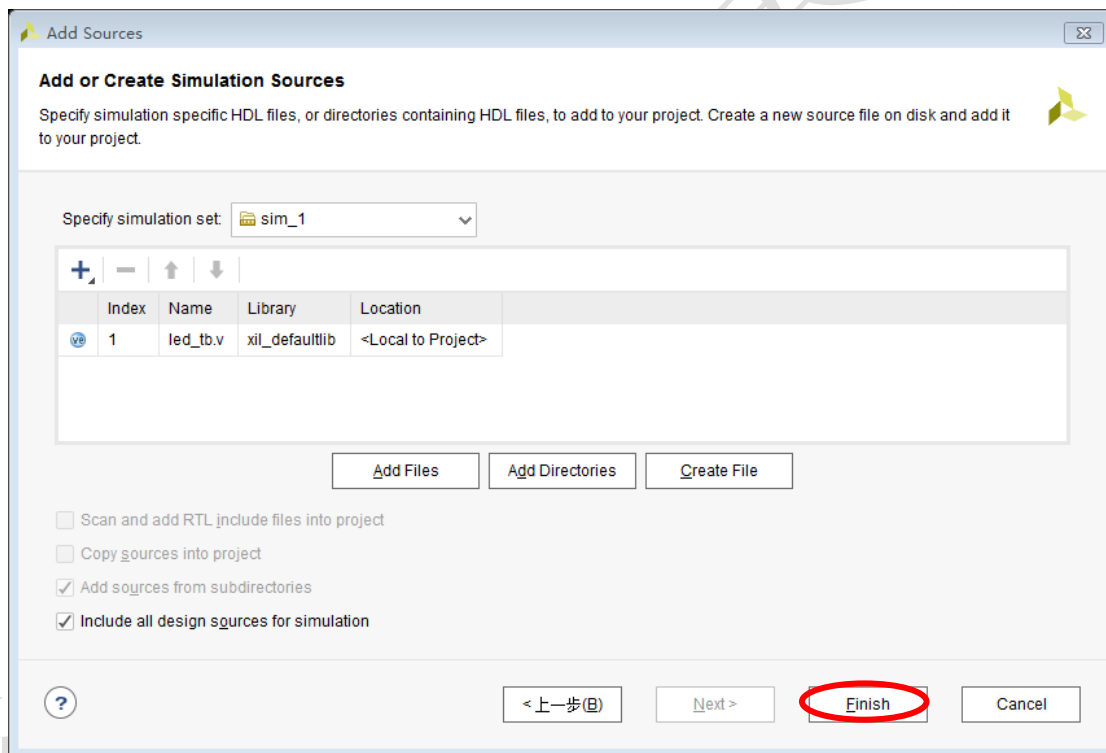 Add Sources
Add or Create Simulation Sources
Specify simulation specific HDL files, or directories containing HDL files, to add to your project. Create a new source file on disk and add it
to your project.
Specify simulation set: sim_1
Index Name Library Location
ve 1 led_tb.v xil_defaultlib <Local to Project>
Add Files Add Directories Create File
Scan and add RTL include files into project
Copy sources into project
Add sources from subdirectories
Include all design sources for simulation
? <上一步(B) Next > Finish Cancel